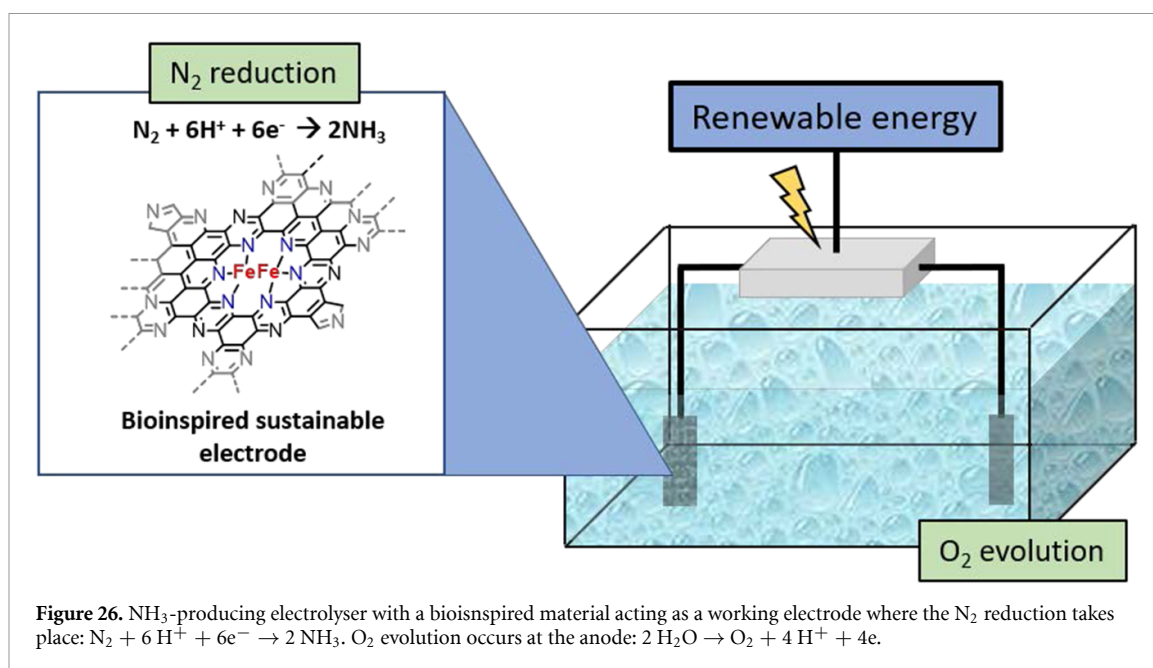 N₂ reduction
N₂ + 6H⁺ + 6e⁻ → 2NH₃
N
N
N
N
N
N
N
N
N
N
N
FeFe
N
N
N
N
N
N
N
N
N
N
N
N
Bioinspired sustainable
electrode
Renewable energy
O₂ evolution
Figure 26. NH₃-producing electrolyser with a bioisnspired material acting as a working electrode where the N₂ reduction takes
place: N₂ + 6 H⁺ + 6e⁻ → 2 NH₃. O₂ evolution occurs at the anode: 2 H₂O → O₂ + 4 H⁺ + 4e.